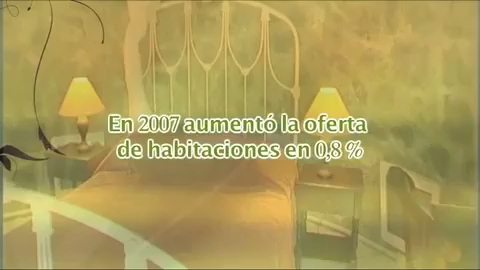 En 2007 aumentó la oferta
de habitaciones en 0,8 %